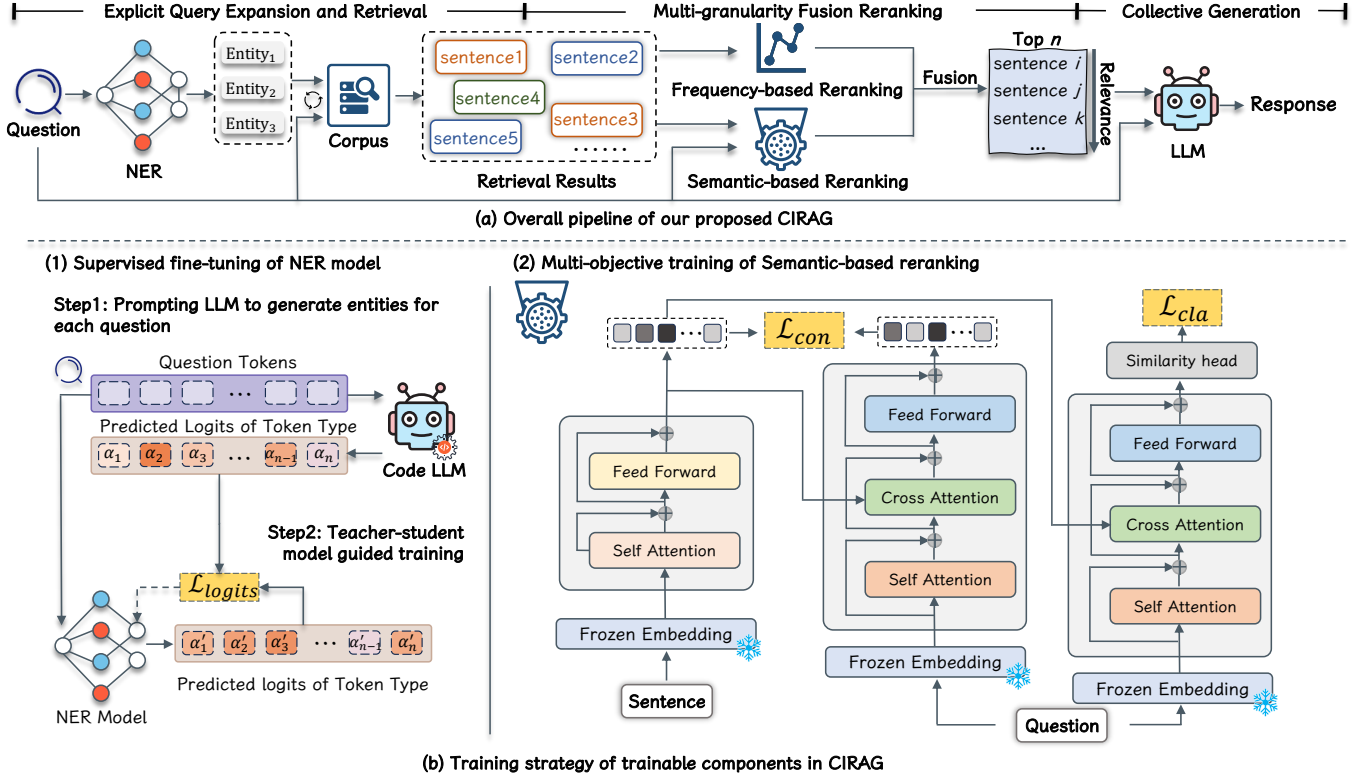 Explicit Query Expansion and Retrieval
Multi-granularity Fusion Reranking
Collective Generation
Question
NER
Entity1
Entity2
Entity3
Corpus
sentence1
sentence2
sentence4
sentence3
sentence5
......
Retrieval Results
Frequency-based Reranking
Semantic-based Reranking
Fusion
Top n
sentence i
sentence j
sentence k
...
Relevance
LLM
Response
(a) Overall pipeline of our proposed CIRAG
(1) Supervised fine-tuning of NER model
Step1: Prompting LLM to generate entities for
each question
Question Tokens
...
Predicted Logits of Token Type
α1 α2 α3 ... αn−1 αn
Code LLM
Step2: Teacher-student
model guided training
ℒlogits
α′1 α′2 α′3 ... α′n−1 α′n
Predicted logits of Token Type
NER Model
(2) Multi-objective training of Semantic-based reranking
...
ℒcon
...
ℒcla
Similarity head
Feed Forward
Self Attention
Frozen Embedding
Sentence
Feed Forward
Cross Attention
Self Attention
Frozen Embedding
Feed Forward
Cross Attention
Self Attention
Frozen Embedding
Question
(b) Training strategy of trainable components in CIRAG